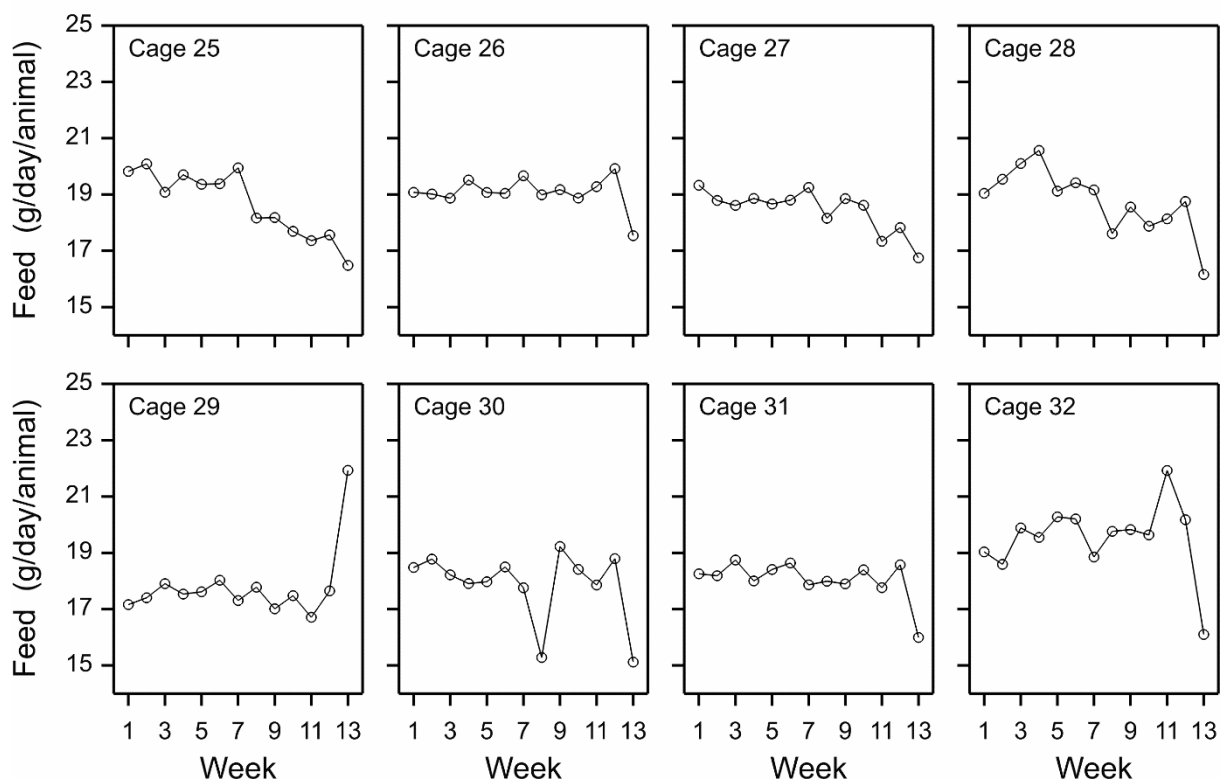 25
23
21
19
17
15
Feed (g/day/animal)
Cage 25
Cage 26
Cage 27
Cage 28
25
23
21
19
17
15
Feed (g/day/animal)
Cage 29
Cage 30
Cage 31
Cage 32
1 3 5 7 9 11 13
1 3 5 7 9 11 13
1 3 5 7 9 11 13
1 3 5 7 9 11 13
Week
Week
Week
Week